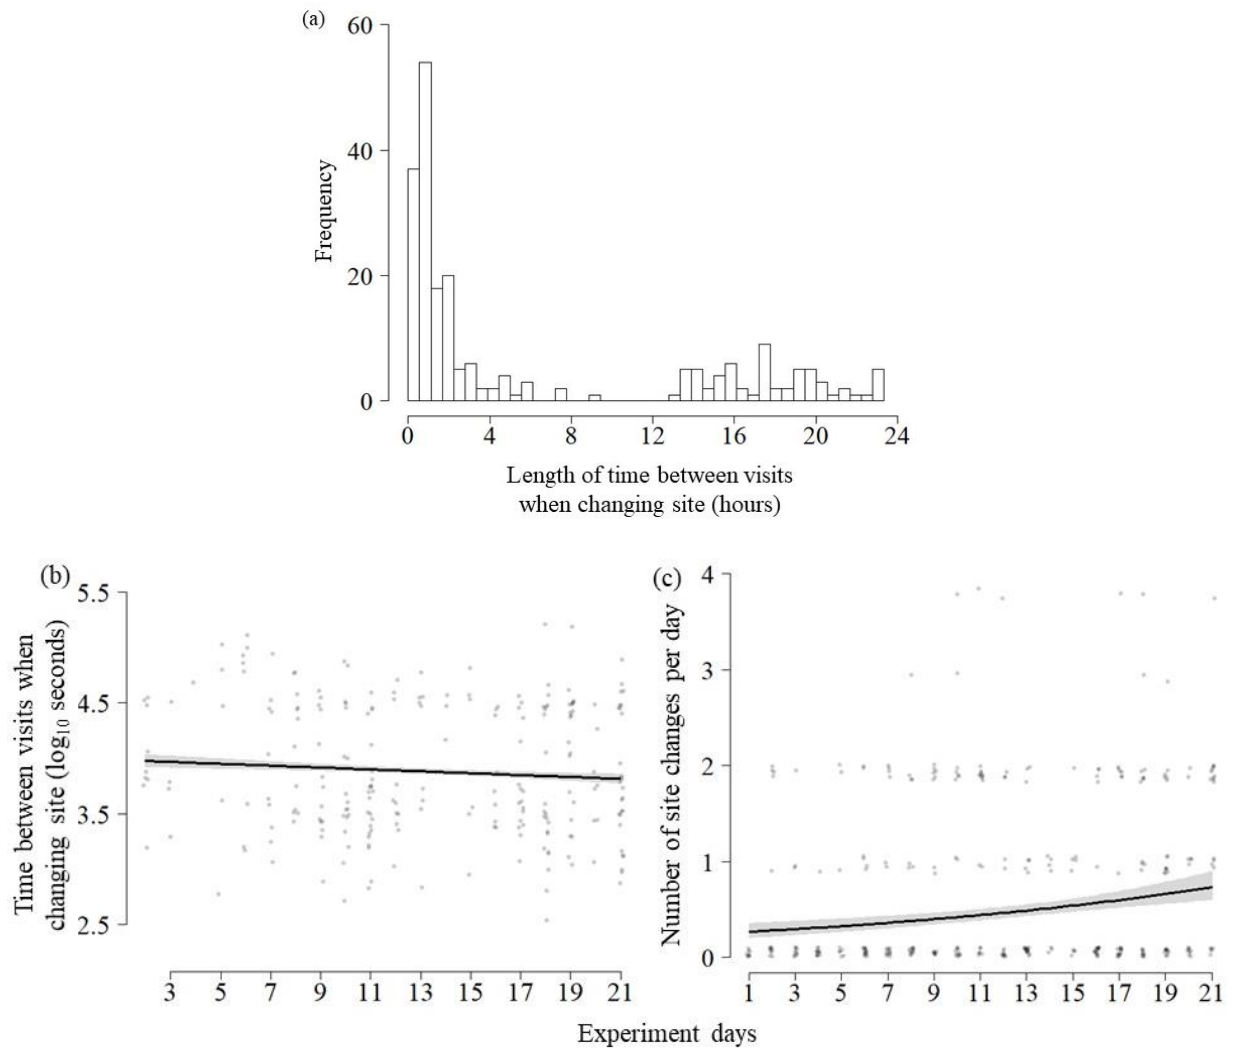 (a)
60
40
20
0
Frequency
0 4 8 12 16 20 24
Length of time between visits
when changing site (hours)
(b)
5.5
4.5
3.5
2.5
Time between visits when
changing site (log10 seconds)
3 5 7 9 11 13 15 17 19 21
(c)
4
3
2
1
0
Number of site changes per day
1 3 5 7 9 11 13 15 17 19 21
Experiment days